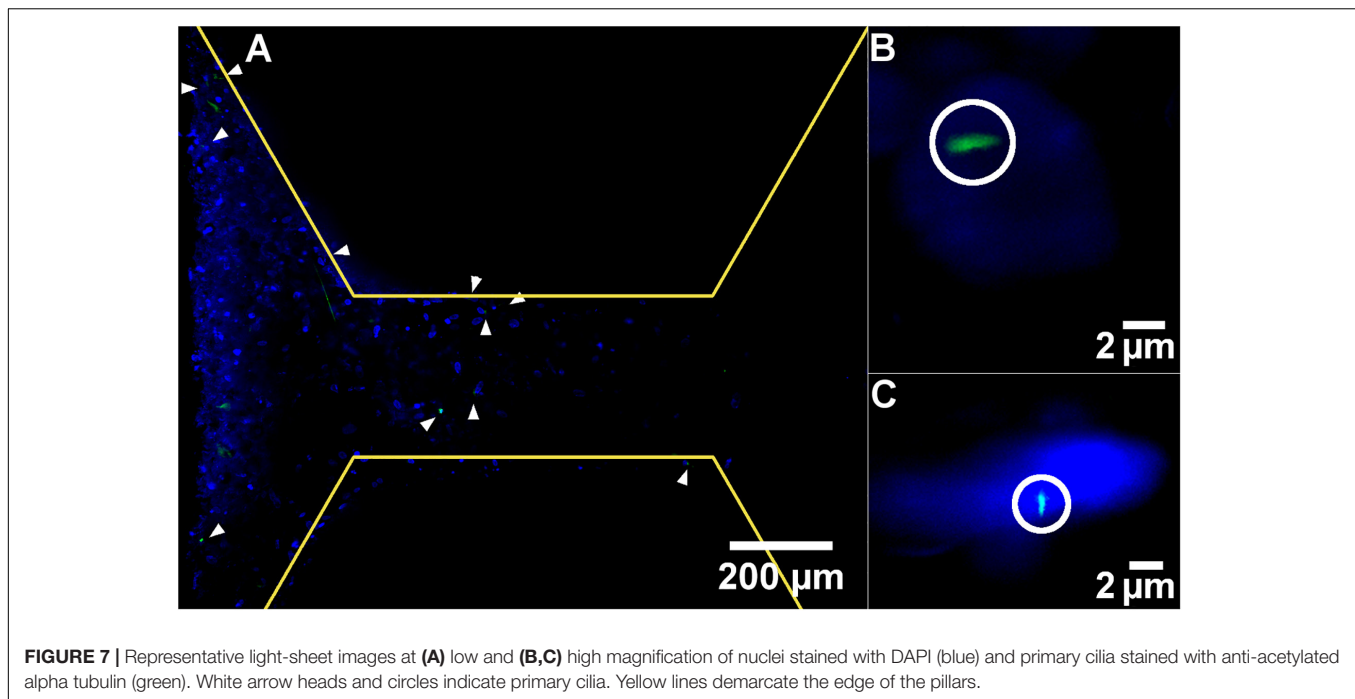 A
200 µm
B
2 µm
C
2 µm
FIGURE 7 | Representative light-sheet images at (A) low and (B,C) high magnification of nuclei stained with DAPI (blue) and primary cilia stained with anti-acetylated
alpha tubulin (green). White arrow heads and circles indicate primary cilia. Yellow lines demarcate the edge of the pillars.